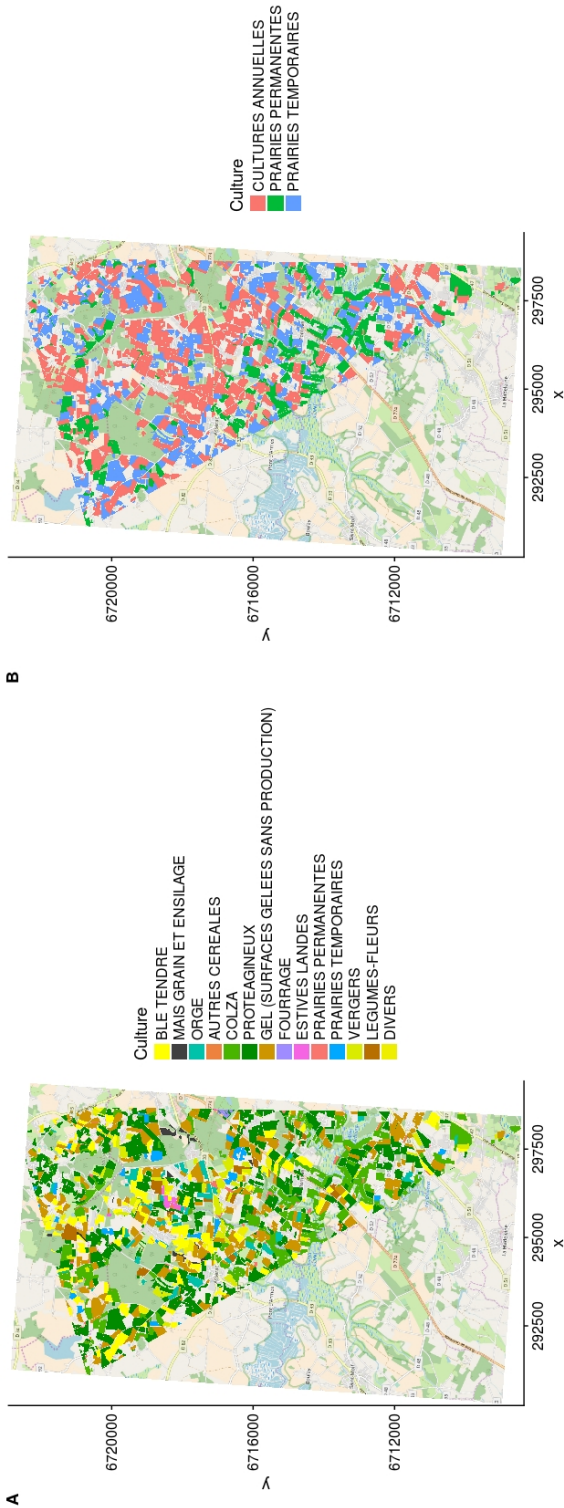 A
y
6720000
6716000
6712000
292500
295000
297500
x
Culture
BLE TENDRE
MAIS GRAIN ET ENSILAGE
ORGE
AUTRES CEREALES
COLZA
PROTEAGINEUX
GEL (SURFACES GELEES SANS PRODUCTION)
FOURRAGE
ESTIVES LANDES
PRAIRIES PERMANENTES
PRAIRIES TEMPORAIRES
VERGERS
LEGUMES-FLEURS
DIVERS
B
y
6720000
6716000
6712000
292500
295000
297500
x
Culture
CULTURES ANNUELLES
PRAIRIES PERMANENTES
PRAIRIES TEMPORAIRES